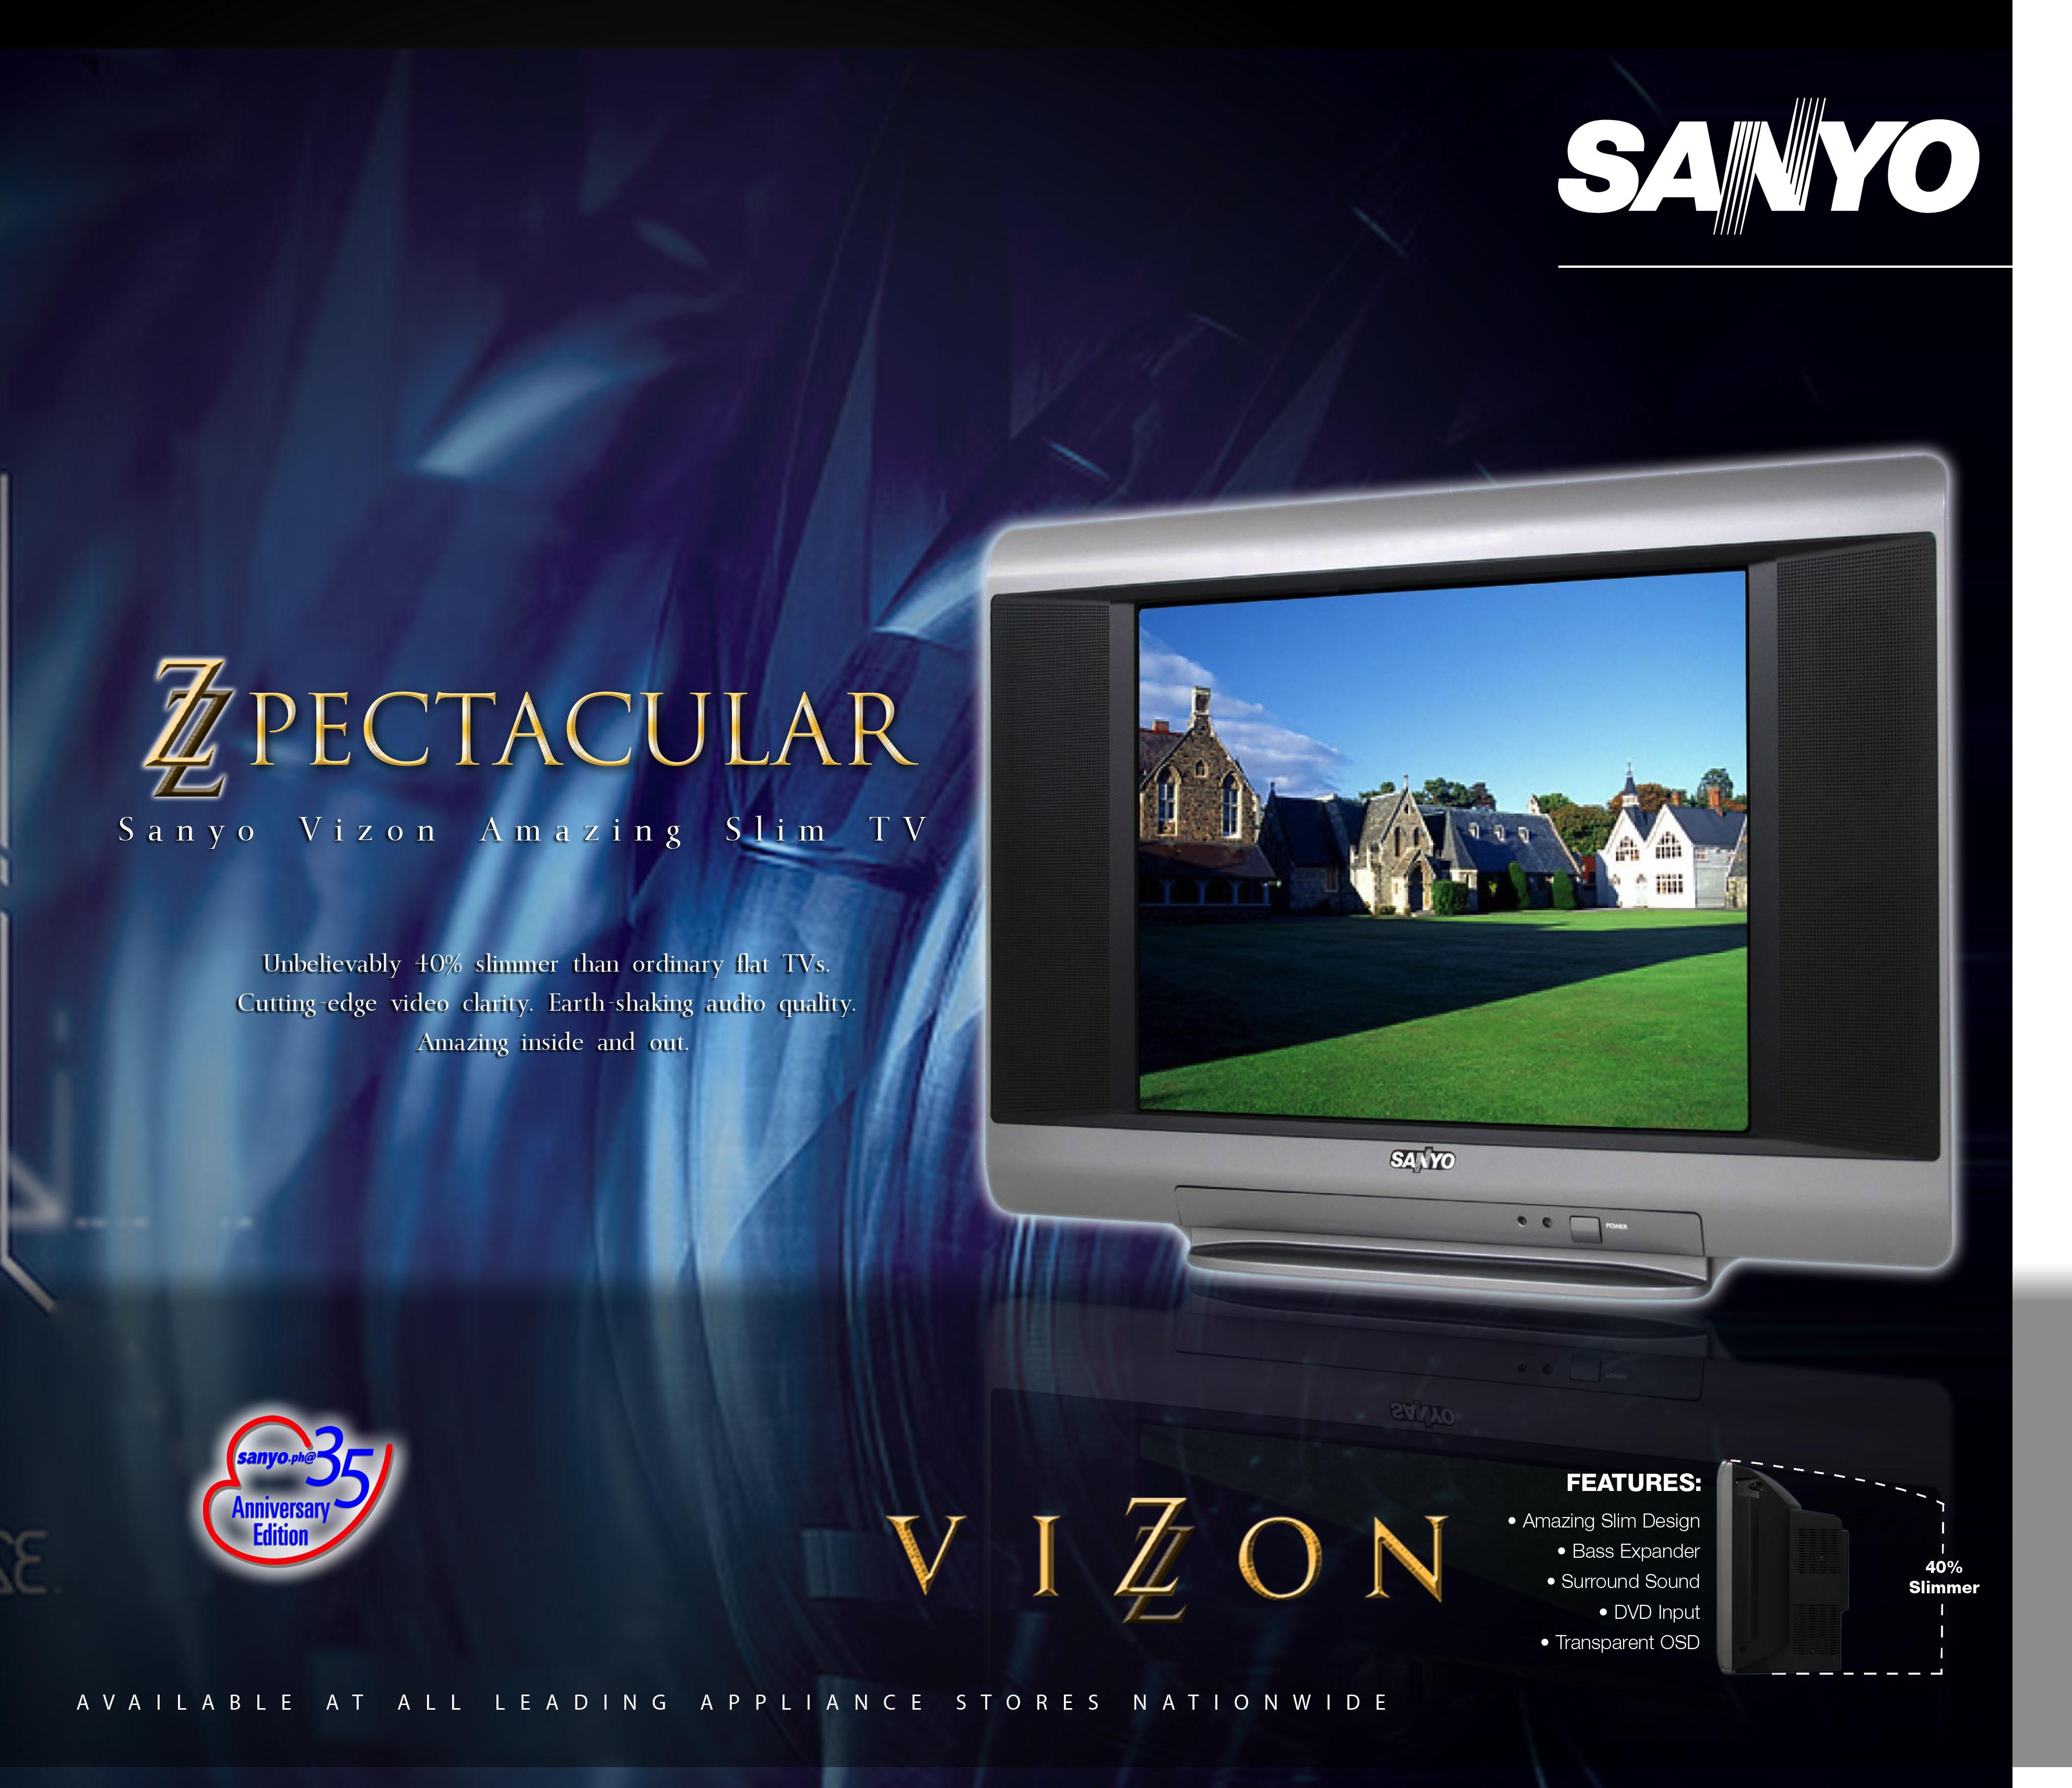 SANYO
ZPECTACULAR
Sanyo Vizon Amazing Slim TV
Unbelievably 40% slimmer than ordinary flat TVs.
Cutting-edge video clarity. Earth-shaking audio quality.
Amazing inside and out.
SANYO
POWER
sanyo.ph@35
Anniversary
Edition
VIZON
FEATURES:
• Amazing Slim Design
• Bass Expander
• Surround Sound
• DVD Input
• Transparent OSD
40%
Slimmer
AVAILABLE AT ALL LEADING APPLIANCE STORES NATIONWIDE